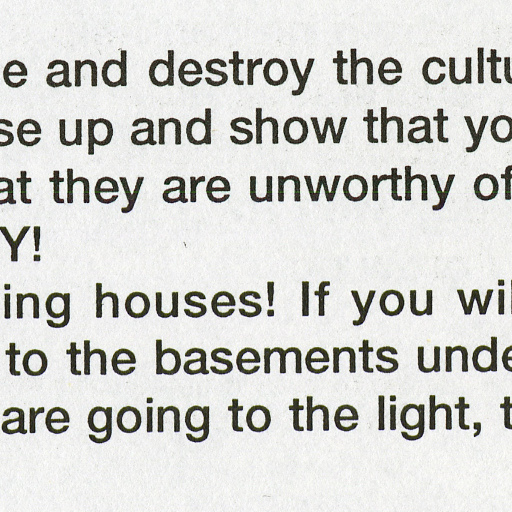 e and destroy the cultu
se up and show that yo
at they are unworthy of
Y!
ing houses! If you wil
to the basements unde
are going to the light, t